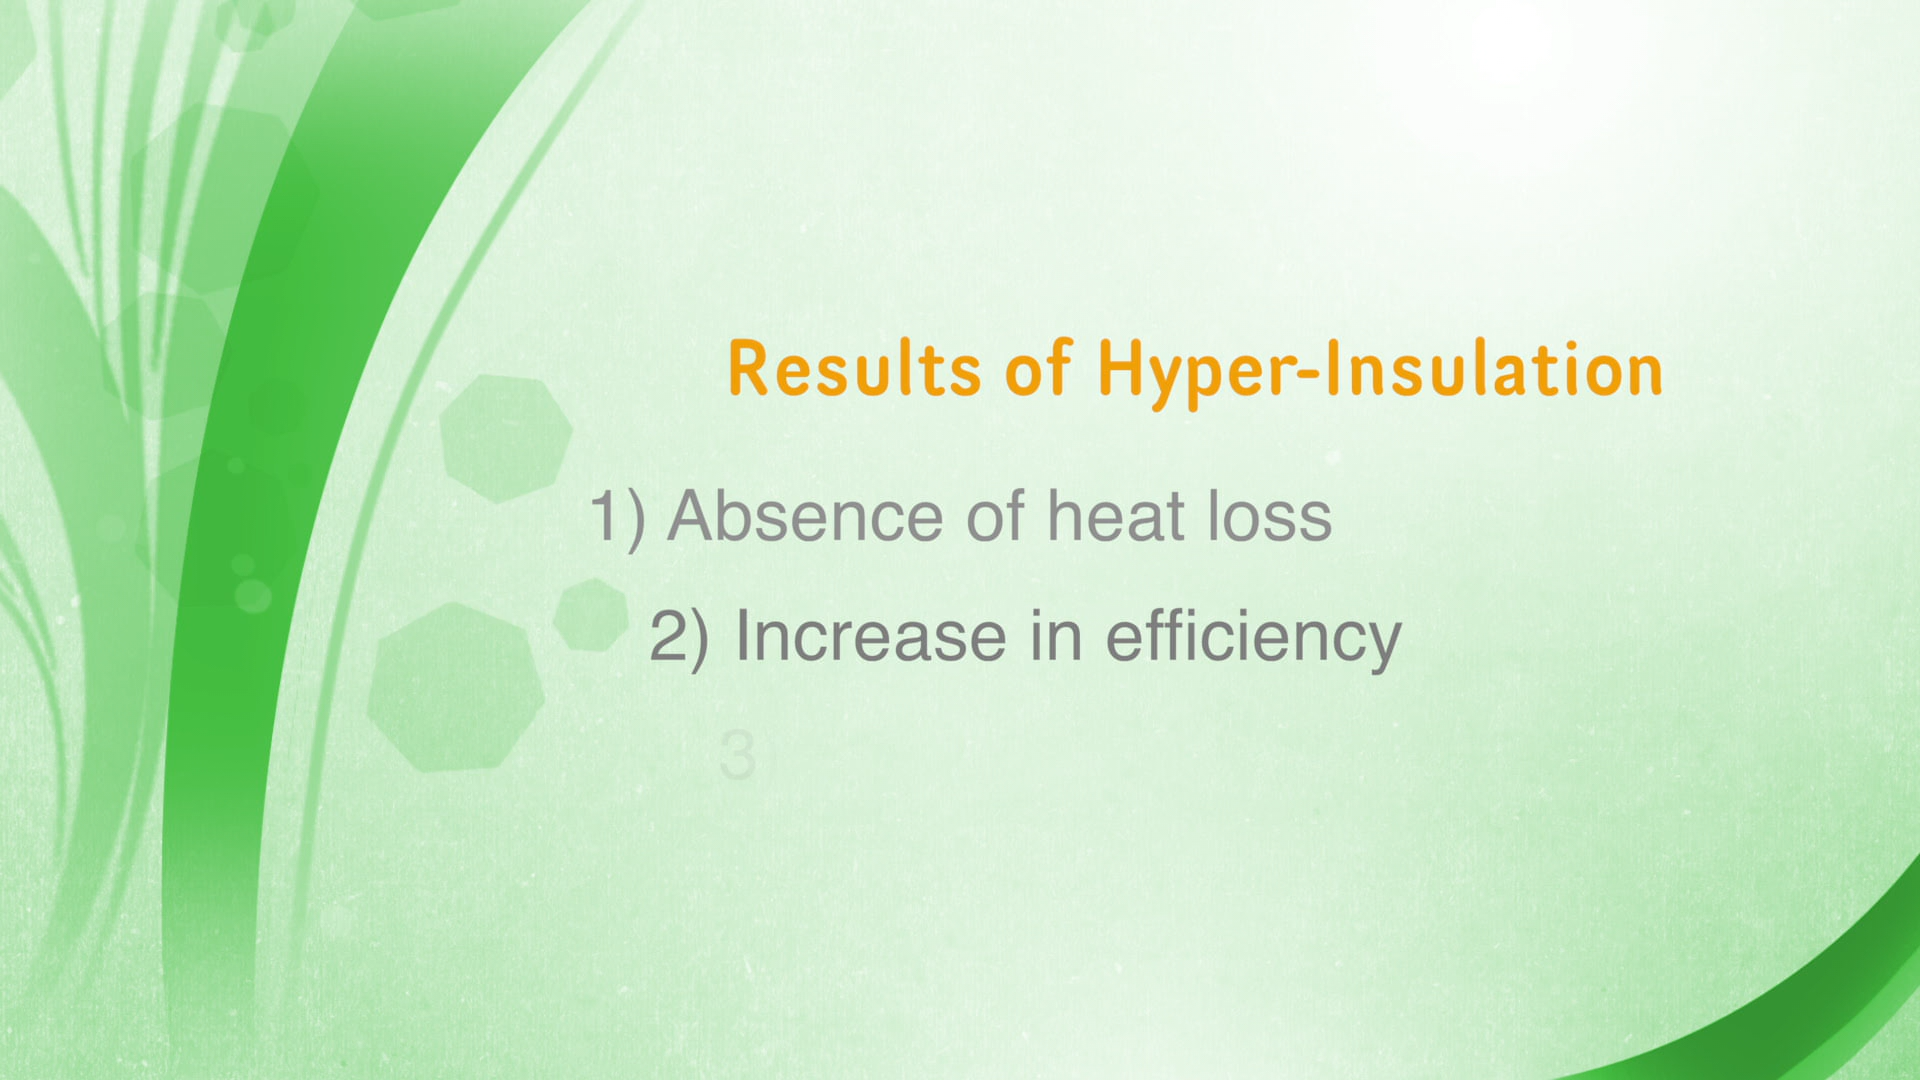 Results of Hyper-Insulation
1) Absence of heat loss
2) Increase in efficiency
3